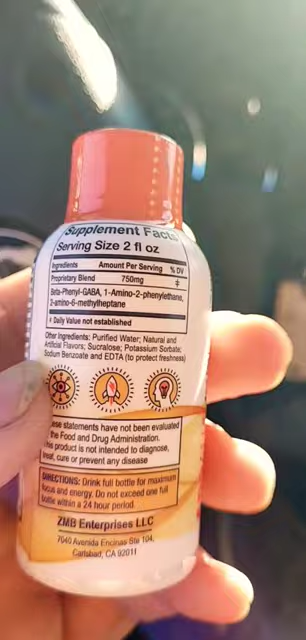 Supplement Facts
Serving Size 2 fl oz
Ingredients Amount Per Serving % DV
Proprietary Blend 750mg ‡
Beta-Phenyl-GABA, 1-Amino-2-phenylethane,
2-amino-6-methylheptane
‡ Daily Value not established
Other Ingredients: Purified Water; Natural and
Artificial Flavors; Sucralose; Potassium Sorbate;
Sodium Benzoate and EDTA (to protect freshness)
These statements have not been evaluated
the Food and Drug Administration.
This product is not intended to diagnose,
treat, cure or prevent any disease
DIRECTIONS: Drink full bottle for maximum
focus and energy. Do not exceed one full
bottle within a 24 hour period.
ZMB Enterprises LLC
7040 Avenida Encinas Ste 104,
Carlsbad, CA 92011